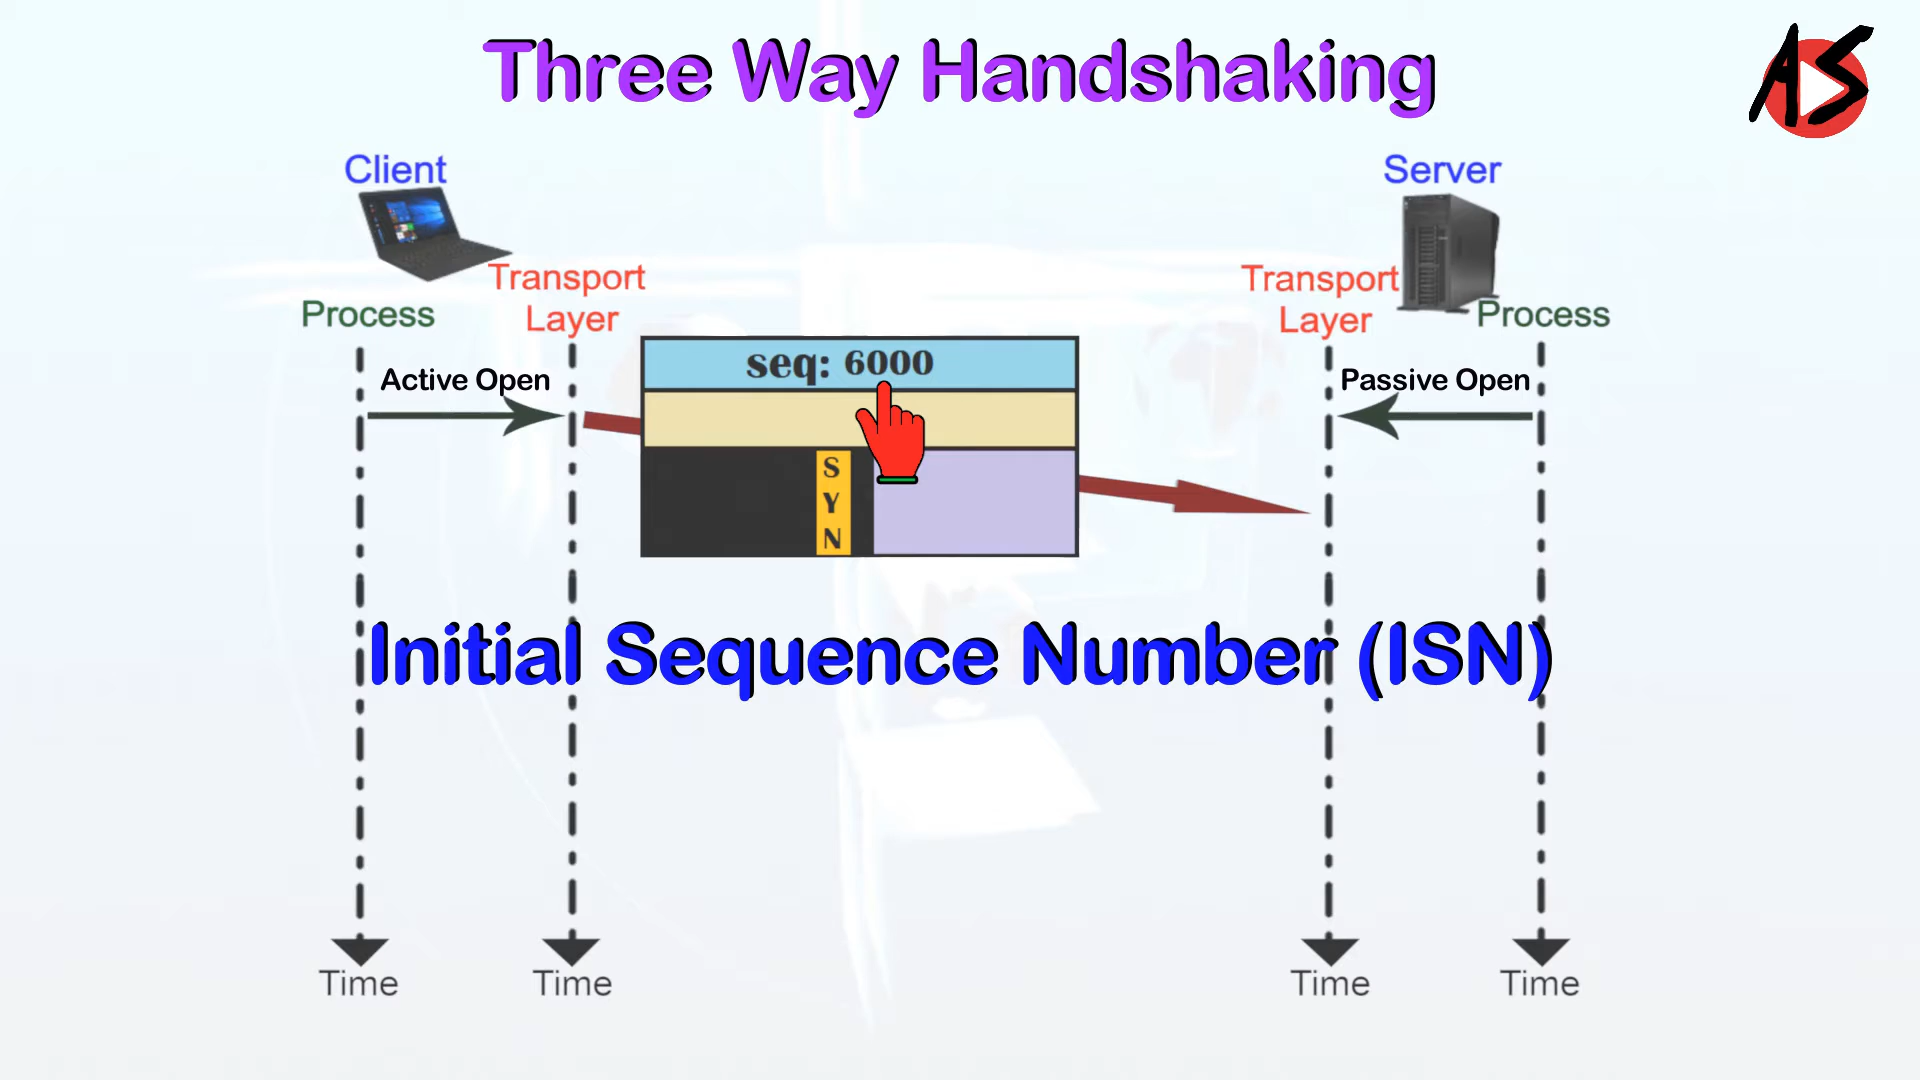 Three Way Handshaking
AS
Client
Server
Transport
Layer
Process
Transport
Layer
Process
Active Open
seq: 6000
Passive Open
S
Y
N
Initial Sequence Number (ISN)
Time
Time
Time
Time